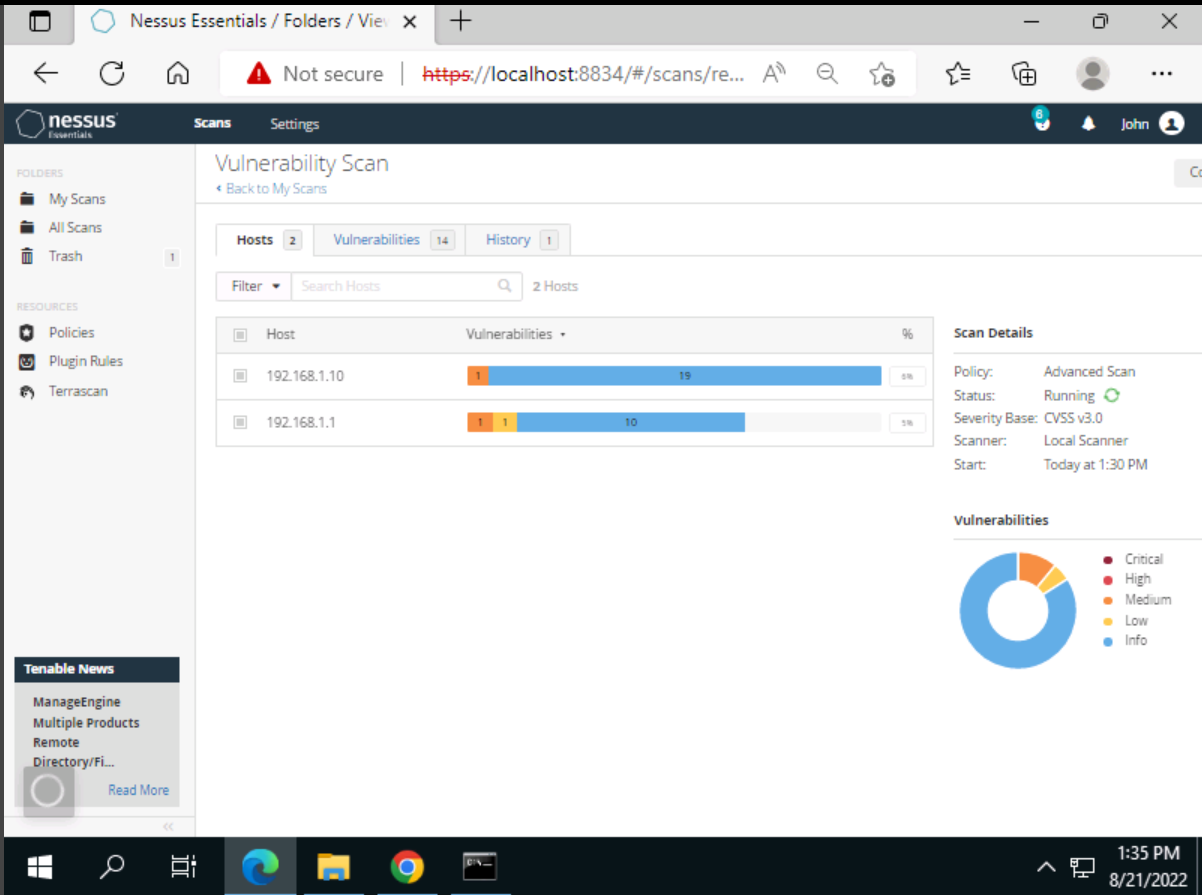 Nessus Essentials / Folders / Vie
Not secure | https://localhost:8834/#/scans/re...
nessus
Essentials
Scans
Settings
6
John
FOLDERS
My Scans
All Scans
Trash 1
RESOURCES
Policies
Plugin Rules
Terrascan
Vulnerability Scan
Back to My Scans
Co
Hosts 2
Vulnerabilities 14
History 1
Filter
Search Hosts
2 Hosts
Host Vulnerabilities %
192.168.1.10 1 19 6%
192.168.1.1 1 1 10 5%
Scan Details
Policy: Advanced Scan
Status: Running
Severity Base: CVSS v3.0
Scanner: Local Scanner
Start: Today at 1:30 PM
Vulnerabilities
Critical
High
Medium
Low
Info
Tenable News
ManageEngine
Multiple Products
Remote
Directory/Fi...
Read More
1:35 PM
8/21/2022